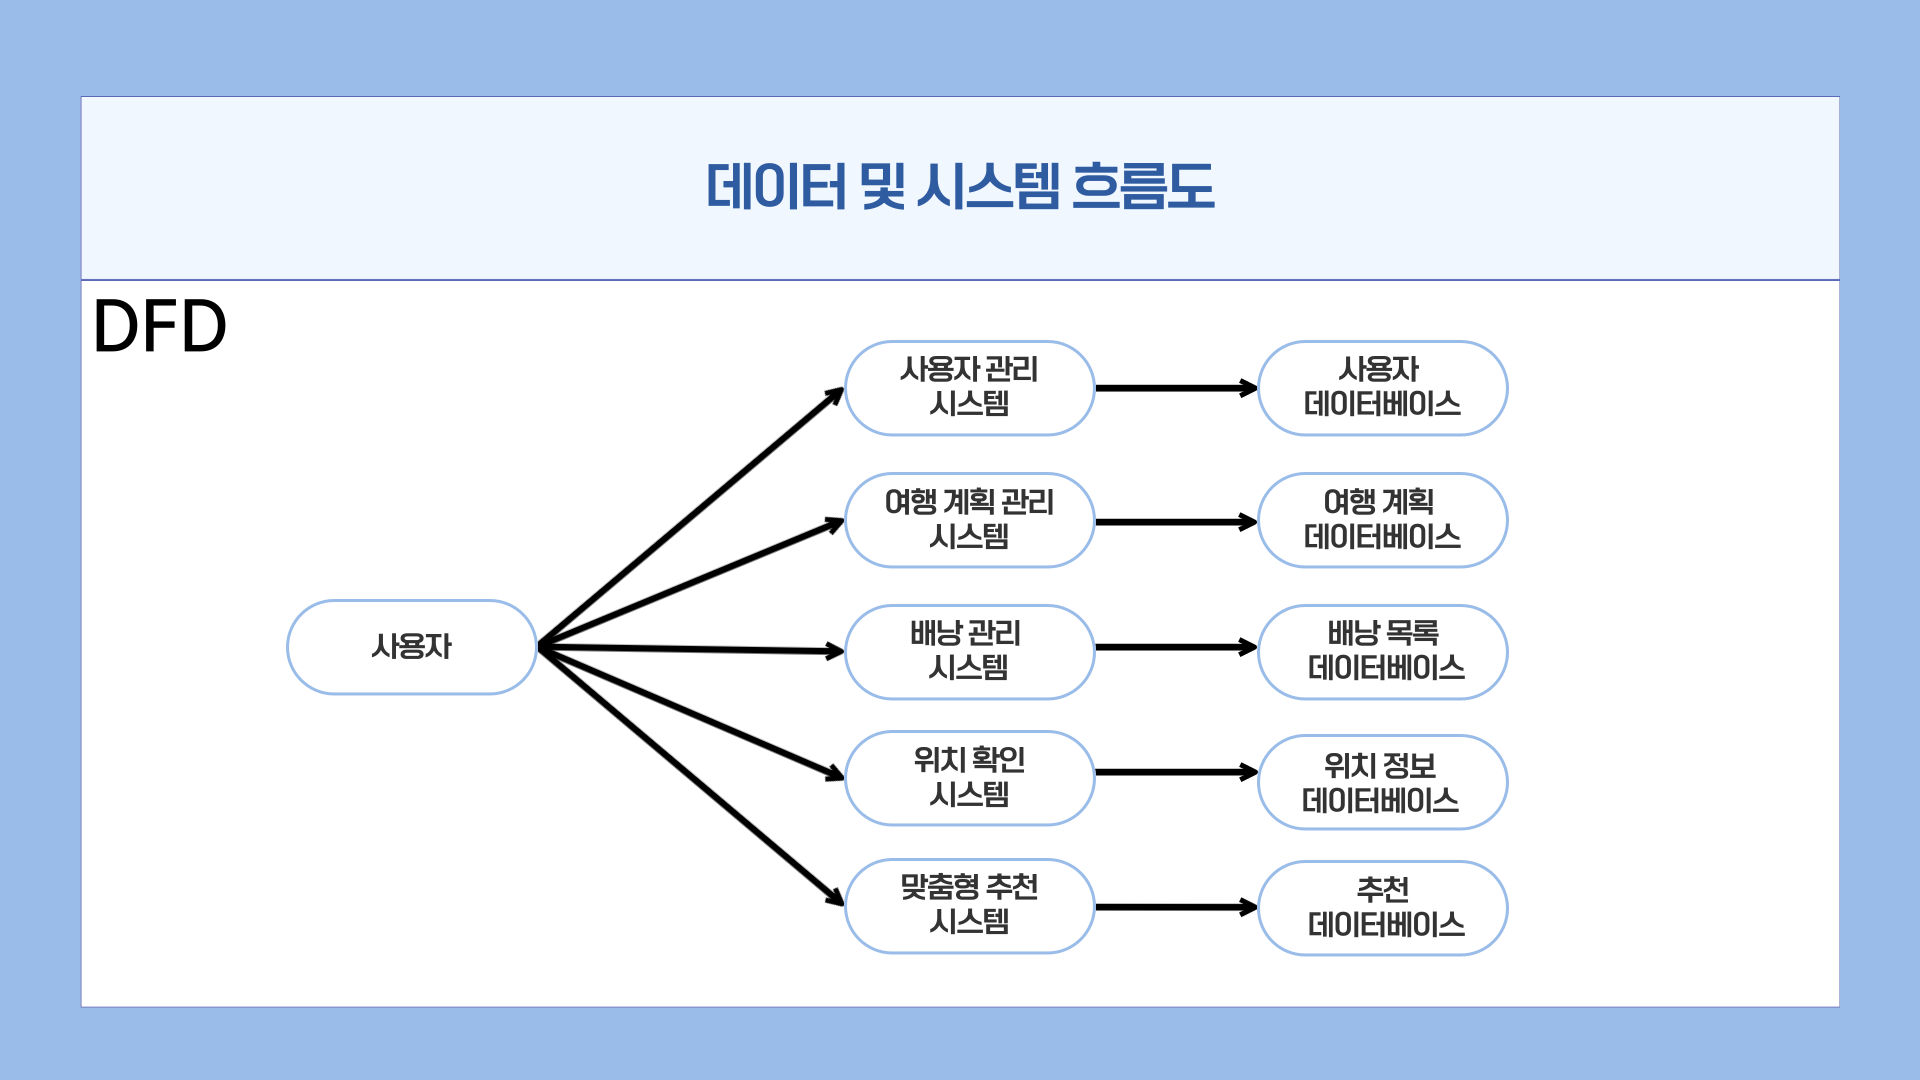 데이터 및 시스템 흐름도
DFD
사용자
사용자 관리
시스템
사용자
데이터베이스
여행 계획 관리
시스템
여행 계획
데이터베이스
배낭 관리
시스템
배낭 목록
데이터베이스
위치 확인
시스템
위치 정보
데이터베이스
맞춤형 추천
시스템
추천
데이터베이스